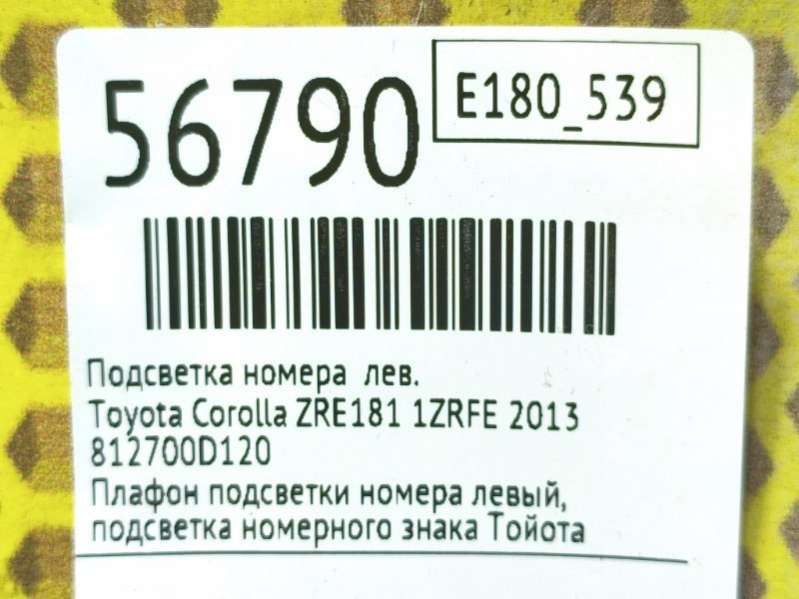 56790
E180_539
Подсветка номера лев.
Toyota Corolla ZRE181 1ZRFE 2013
812700D120
Плафон подсветки номера левый,
подсветка номерного знака Тойота